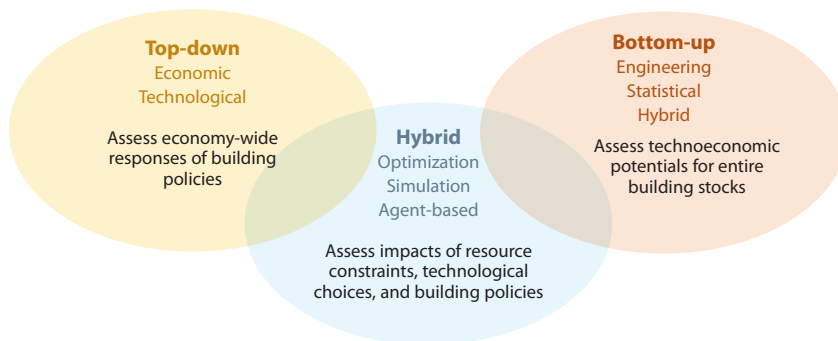 Top-down
Economic
Technological
Assess economy-wide
responses of building
policies
Hybrid
Optimization
Simulation
Agent-based
Assess impacts of resource
constraints, technological
choices, and building policies
Bottom-up
Engineering
Statistical
Hybrid
Assess technoeconomic
potentials for entire
building stocks